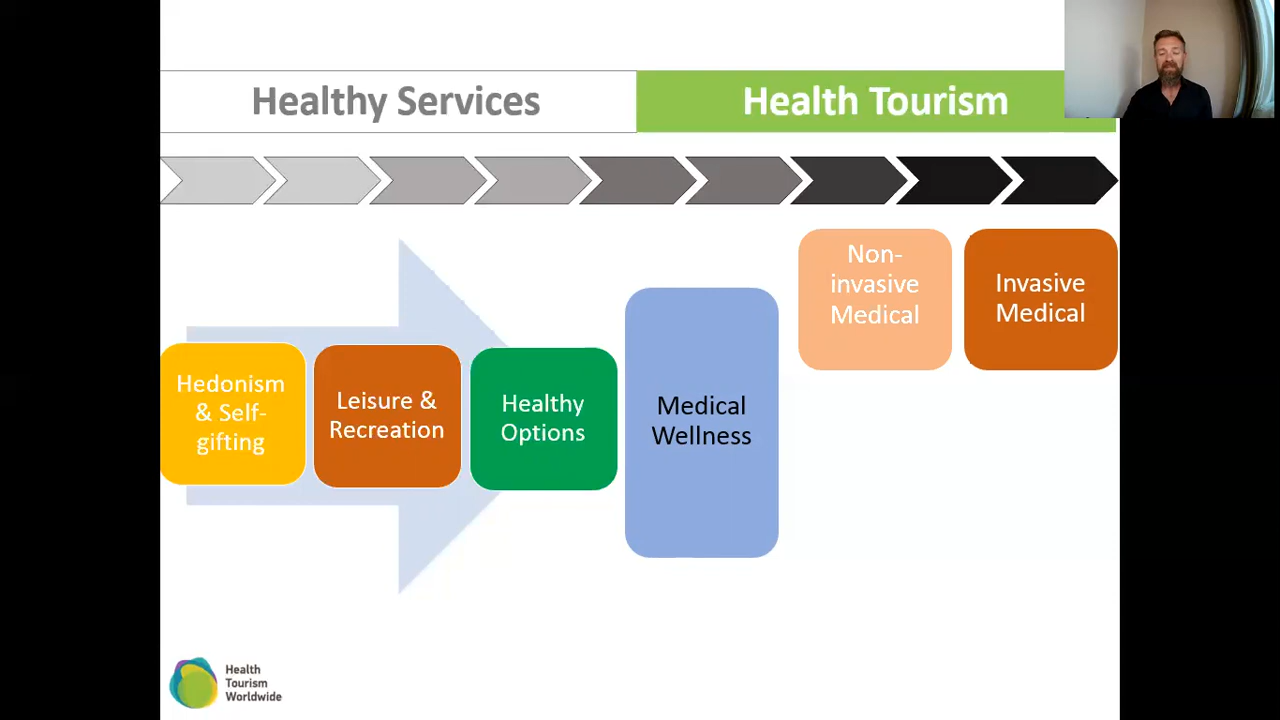 Healthy Services
Health Tourism
Hedonism
& Self-
gifting
Leisure &
Recreation
Healthy
Options
Medical
Wellness
Non-
invasive
Medical
Invasive
Medical
Health
Tourism
Worldwide